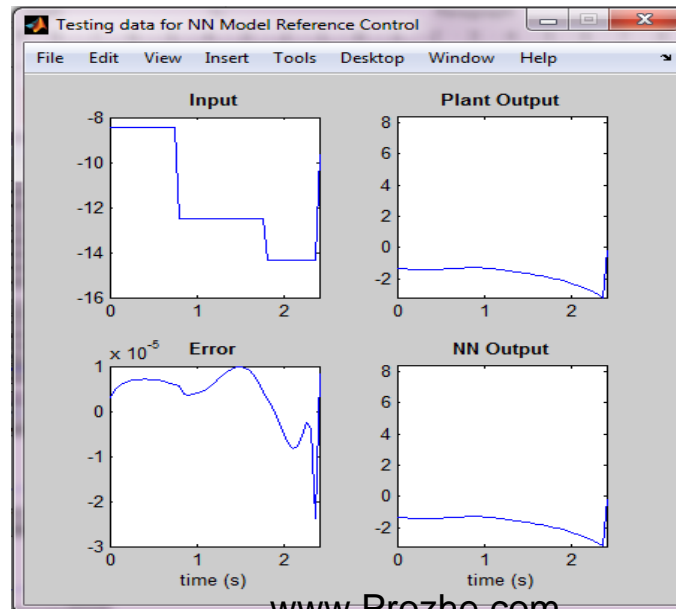 Testing data for NN Model Reference Control
File Edit View Insert Tools Desktop Window Help
Input
-8
-10
-12
-14
-16
0 1 2
Plant Output
8
6
4
2
0
-2
0 1 2
Error
x 10^-5
1
0
-1
-2
-3
0 1 2
time (s)
NN Output
8
6
4
2
0
-2
0 1 2
time (s)
www.Prozhe.com